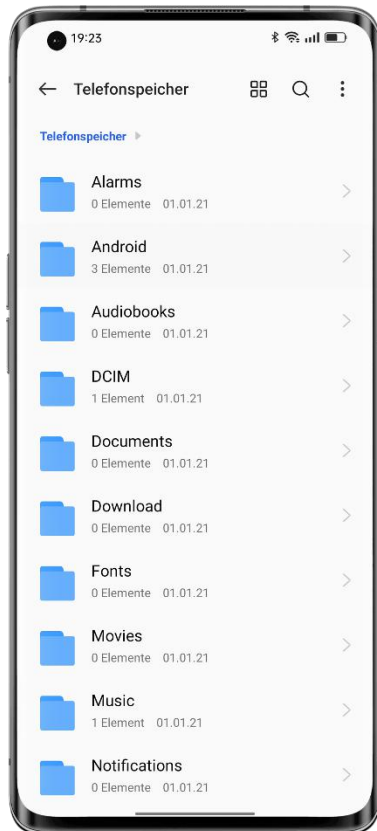 19:23
Telefonspeicher
Telefonspeicher
Alarms
0 Elemente 01.01.21
Android
3 Elemente 01.01.21
Audiobooks
0 Elemente 01.01.21
DCIM
1 Element 01.01.21
Documents
0 Elemente 01.01.21
Download
0 Elemente 01.01.21
Fonts
0 Elemente 01.01.21
Movies
0 Elemente 01.01.21
Music
1 Element 01.01.21
Notifications
0 Elemente 01.01.21